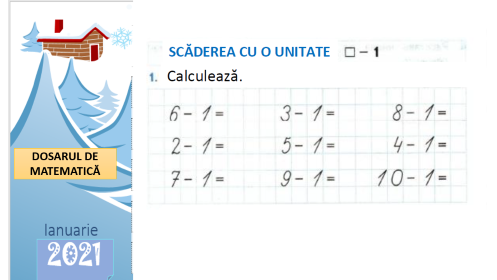 SCĂDEREA CU O UNITATE □ – 1
1. Calculează.
6 – 1 = 3 – 1 = 8 – 1 =
2 – 1 = 5 – 1 = 4 – 1 =
7 – 1 = 9 – 1 = 10 – 1 =
DOSARUL DE
MATEMATICĂ
Ianuarie
2021